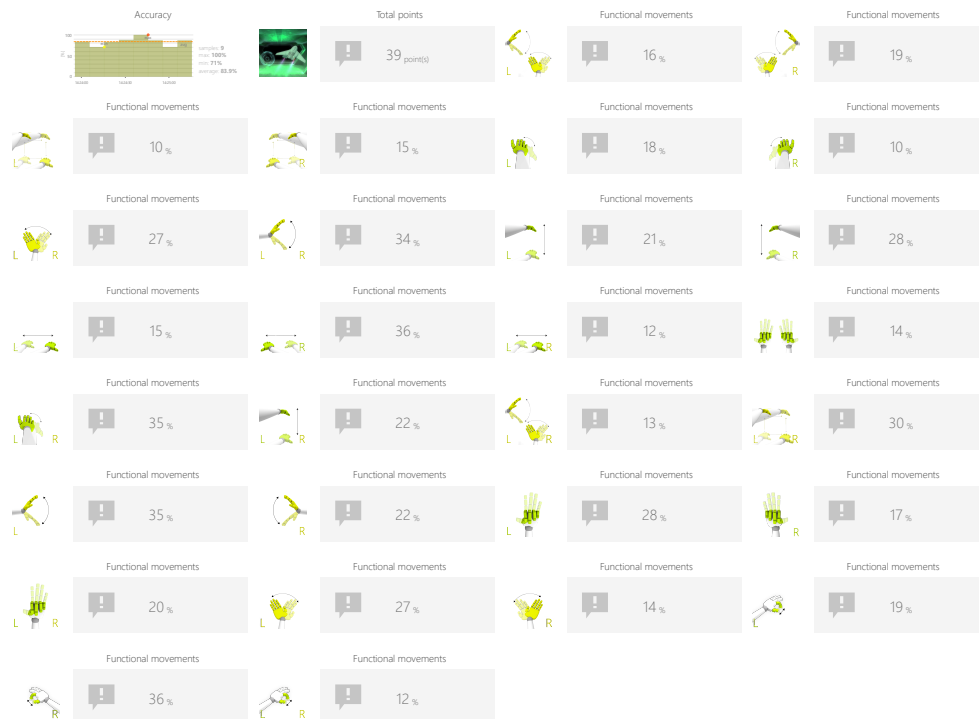 Accuracy
Total points
Functional movements
Functional movements
100
50
0
[%]
samples: 9
max: 100%
min: 71%
average: 83.9%
39 point(s)
L
16 %
R
19 %
Functional movements
Functional movements
Functional movements
Functional movements
L
10 %
R
15 %
L
18 %
R
10 %
Functional movements
Functional movements
Functional movements
Functional movements
L R
27 %
L R
34 %
L
21 %
R
28 %
Functional movements
Functional movements
Functional movements
Functional movements
L
15 %
R
36 %
L R
12 %
L R
14 %
Functional movements
Functional movements
Functional movements
Functional movements
L R
35 %
L R
22 %
L R
13 %
L R
30 %
Functional movements
Functional movements
Functional movements
Functional movements
L
35 %
R
22 %
L
28 %
R
17 %
Functional movements
Functional movements
Functional movements
Functional movements
L R
20 %
L
27 %
R
14 %
L
19 %
Functional movements
Functional movements
R
36 %
L R
12 %